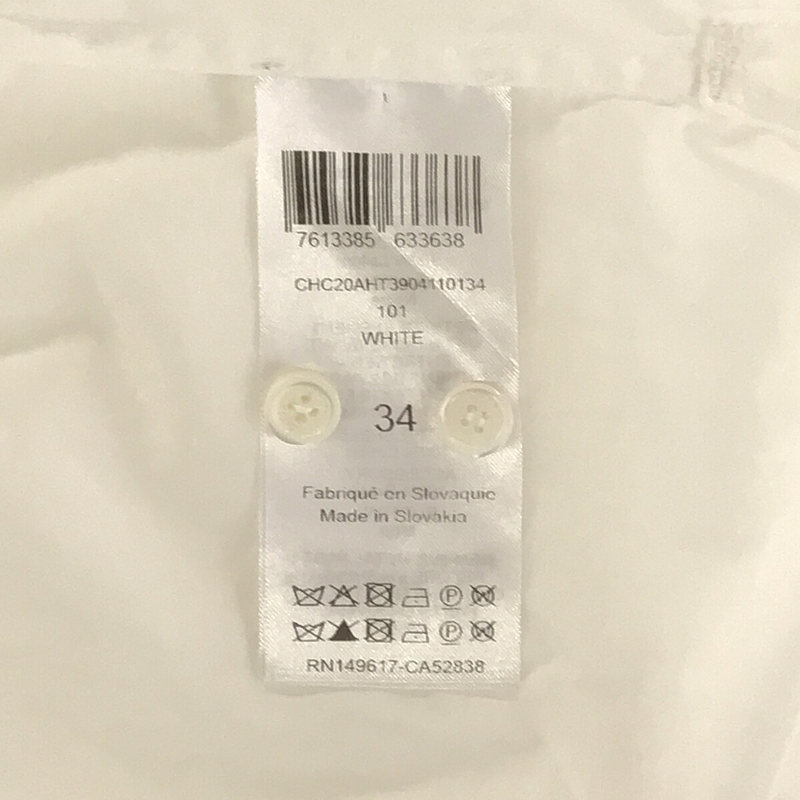 7613385 633638
CHC20AHT3904110134
101
WHITE
34
Fabriqué en Slovaquie
Made in Slovakia
P
P
RN149617-CA52838